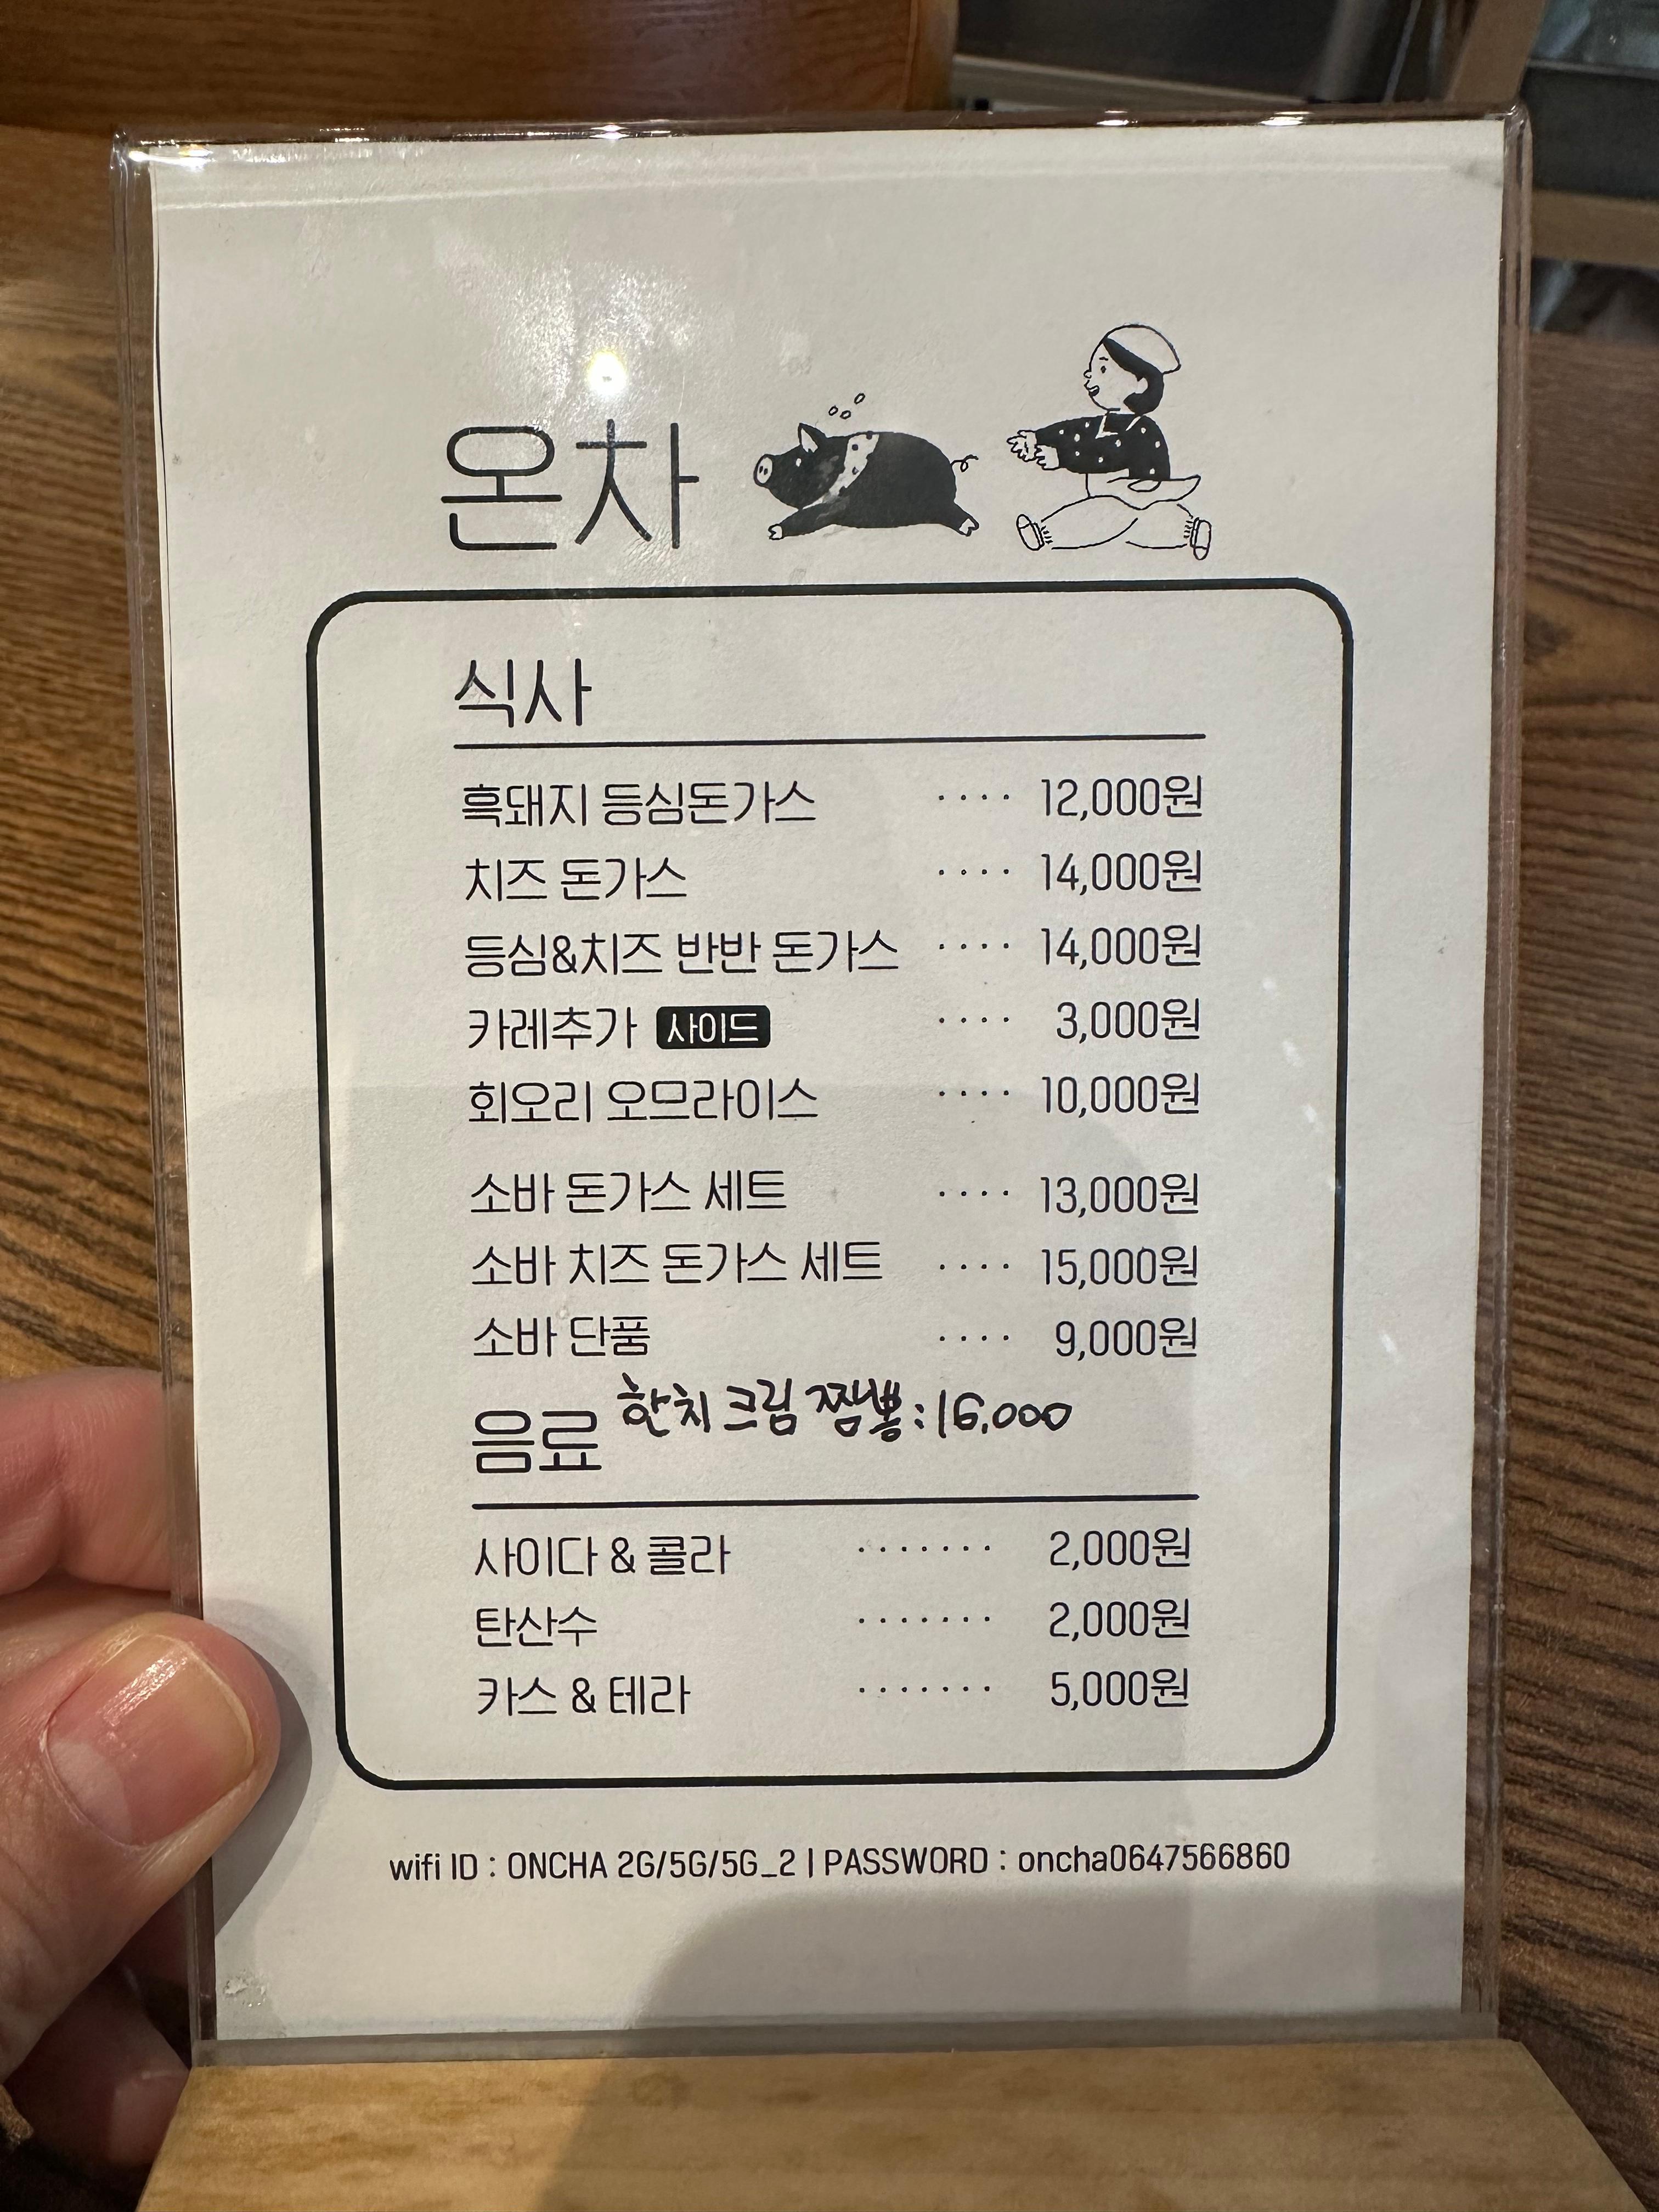 온차
식사
흑돼지 등심돈가스 ···· 12,000원
치즈 돈가스 ···· 14,000원
등심&치즈 반반 돈가스 ···· 14,000원
카레추가 사이드 ···· 3,000원
회오리 오므라이스 ···· 10,000원
소바 돈가스 세트 ···· 13,000원
소바 치즈 돈가스 세트 ···· 15,000원
소바 단품 ···· 9,000원
한치 크림 짬뽕:16,000
음료
사이다 & 콜라 ······· 2,000원
탄산수 ······· 2,000원
카스 & 테라 ······· 5,000원
wifi ID : ONCHA 2G/5G/5G_2 | PASSWORD : oncha0647566860